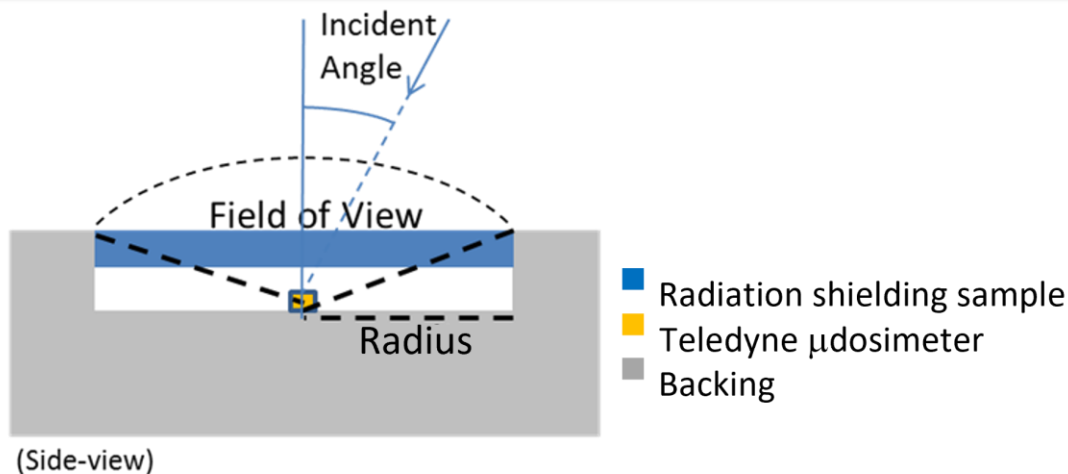 Incident
Angle
Field of View
Radius
Radiation shielding sample
Teledyne μdosimeter
Backing
(Side-view)